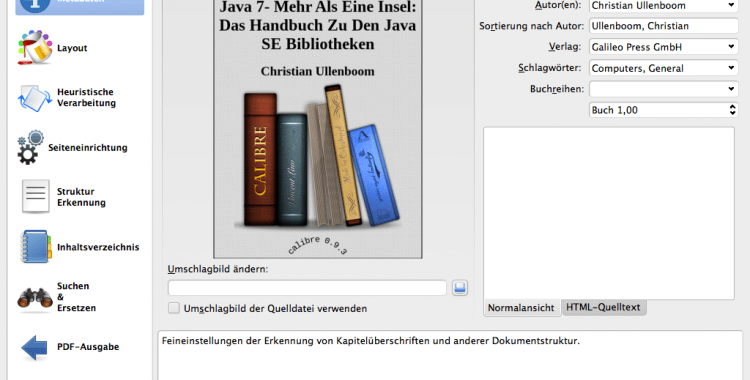 Metadaten
Layout
Heuristische
Verarbeitung
Seiteneinrichtung
Struktur
Erkennung
Inhaltsverzeichnis
Suchen
&
Ersetzen
PDF-Ausgabe
Java 7- Mehr Als Eine Insel:
Das Handbuch Zu Den Java
SE Bibliotheken
Christian Ullenboom
CALIBRE
calibre 0.9.3
Umschlagbild ändern:
Umschlagbild der Quelldatei verwenden
Autor(en): Christian Ullenboom
Sortierung nach Autor: Ullenboom, Christian
Verlag: Galileo Press GmbH
Schlagwörter: Computers, General
Buchreihen:
Buch 1,00
Normalansicht HTML-Quelltext
Feineinstellungen der Erkennung von Kapitelüberschriften und anderer Dokumentstruktur.